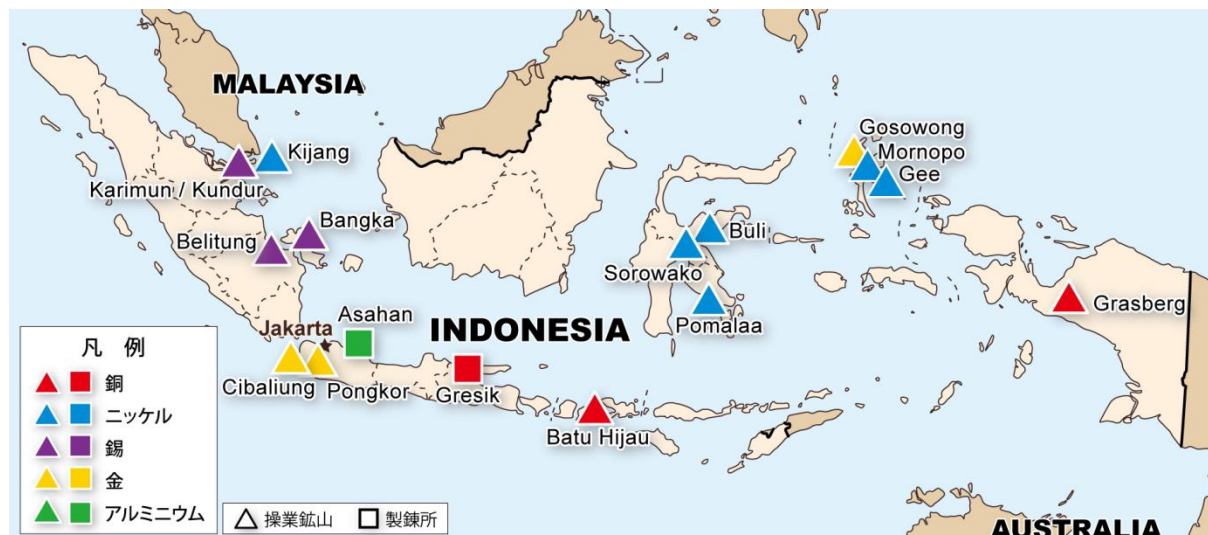 MALAYSIA
Kijang
Karimun / Kundur
Bangka
Belitung
Gosowong
Mornopo
Gee
Buli
Sorowako
Pomalaa
Grasberg
Asahan
Jakarta
INDONESIA
Cibaliung
Pongkor
Gresik
Batu Hijau
凡 例
銅
ニッケル
錫
金
アルミニウム
操業鉱山 製錬所
AUSTRALIA